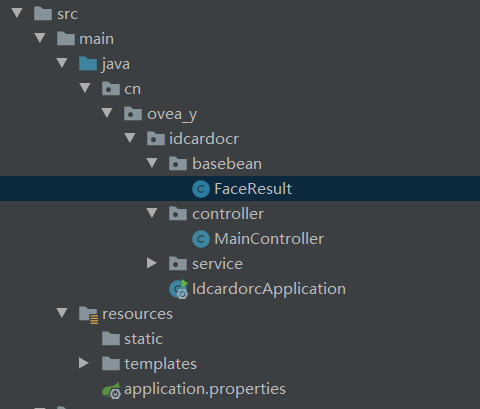 src
main
java
cn
ovea_y
idcardocr
basebean
FaceResult
controller
MainController
service
IdcardorcApplication
resources
static
templates
application.properties